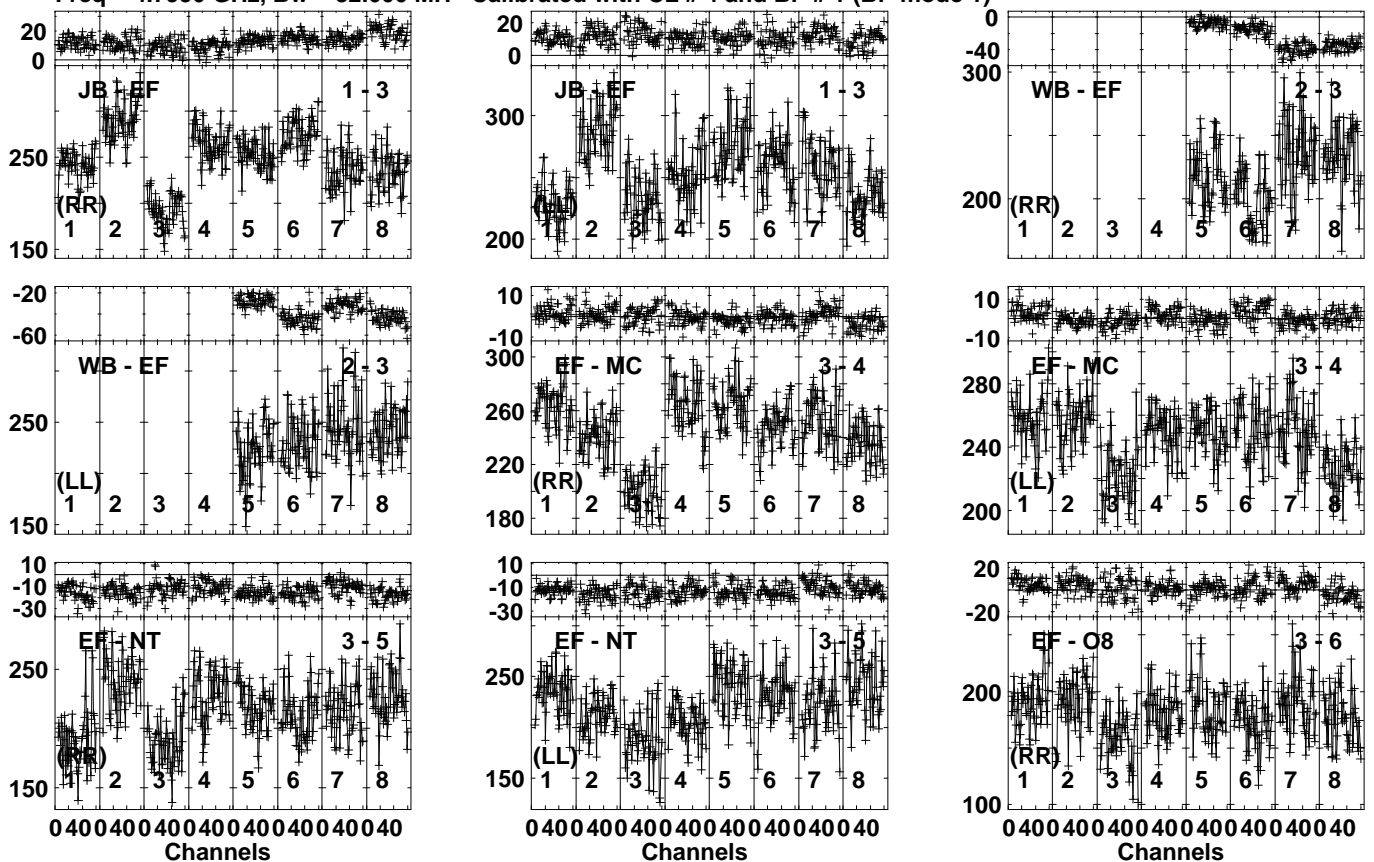 20 0 JB - EF 1 - 3 250 150 (RR) 1 2 3 4 5 6 7 8
20 0 JB - EF 1 - 3 300 200 (LL) 1 2 3 4 5 6 7 8
0 -40 WB - EF 2 - 3 300 200 (RR) 1 2 3 4 5 6 7 8
-20 -60 WB - EF 2 - 3 250 150 (LL) 1 2 3 4 5 6 7 8
10 -10 EF - MC 3 - 4 300 260 220 180 (RR) 1 2 3 4 5 6 7 8
10 -10 EF - MC 3 - 4 280 240 200 (LL) 1 2 3 4 5 6 7 8
10 -10 -30 EF - NT 3 - 5 250 150 (RR) 1 2 3 4 5 6 7 8
10 -10 -30 EF - NT 3 - 5 250 150 (LL) 1 2 3 4 5 6 7 8
20 0 -20 EF - O8 3 - 6 200 100 (RR) 1 2 3 4 5 6 7 8
0 40 0 40 0 40 0 40 0 40 0 40 0 40 0 40
0 40 0 40 0 40 0 40 0 40 0 40 0 40 0 40
0 40 0 40 0 40 0 40 0 40 0 40 0 40 0 40
Channels
Channels
Channels